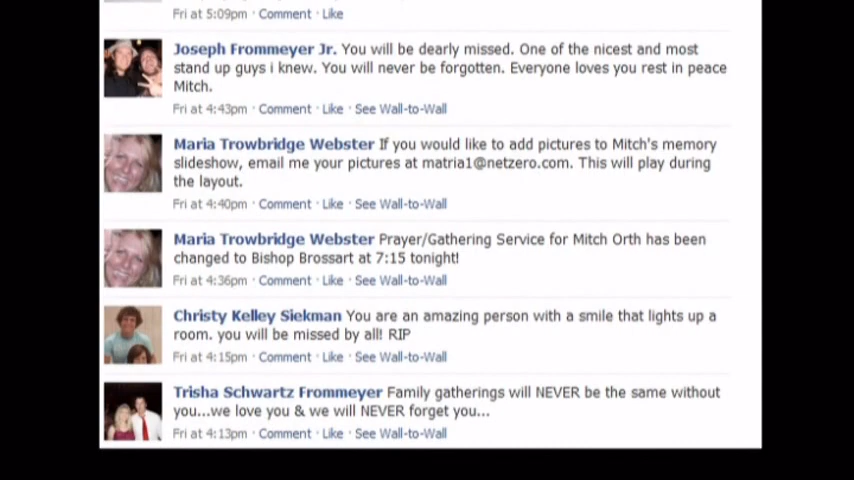 Fri at 5:09pm · Comment · Like
Joseph Frommeyer Jr. You will be dearly missed. One of the nicest and most
stand up guys i knew. You will never be forgotten. Everyone loves you rest in peace
Mitch.
Fri at 4:43pm · Comment · Like · See Wall-to-Wall
Maria Trowbridge Webster If you would like to add pictures to Mitch's memory
slideshow, email me your pictures at matria1@netzero.com. This will play during
the layout.
Fri at 4:40pm · Comment · Like · See Wall-to-Wall
Maria Trowbridge Webster Prayer/Gathering Service for Mitch Orth has been
changed to Bishop Brossart at 7:15 tonight!
Fri at 4:36pm · Comment · Like · See Wall-to-Wall
Christy Kelley Siekman You are an amazing person with a smile that lights up a
room. you will be missed by all! RIP
Fri at 4:15pm · Comment · Like · See Wall-to-Wall
Trisha Schwartz Frommeyer Family gatherings will NEVER be the same without
you...we love you & we will NEVER forget you...
Fri at 4:13pm · Comment · Like · See Wall-to-Wall